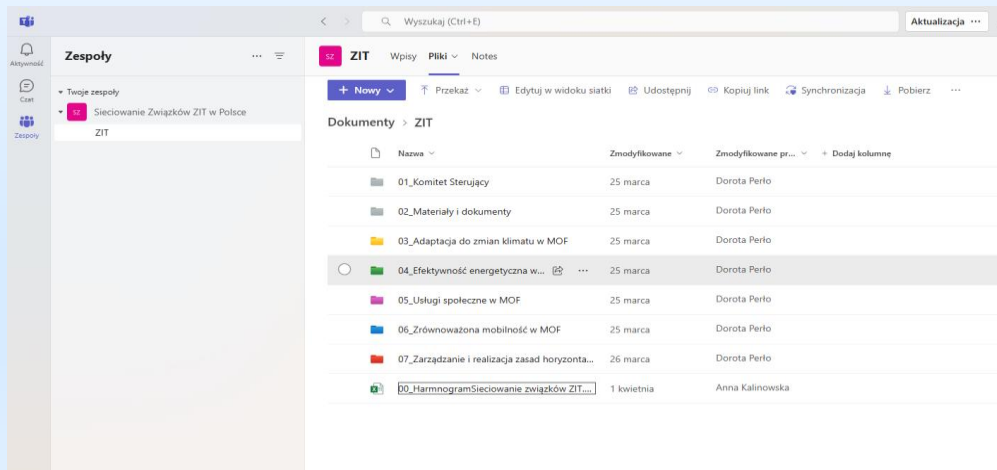 Wyszukaj (Ctrl+E)
Aktualizacja ...
Aktywność
Czat
Zespoły
Zespoły
Twoje zespoły
SZ Sieciowanie Związków ZIT w Polsce
ZIT
SZ ZIT Wpisy Pliki Notes
+ Nowy Przekaż Edytuj w widoku siatki Udostępnij Kopiuj link Synchronizacja Pobierz ...
Dokumenty > ZIT
Nazwa Zmodyfikowane Zmodyfikowane pr... + Dodaj kolumnę
01_Komitet Sterujący 25 marca Dorota Perło
02_Materiały i dokumenty 25 marca Dorota Perło
03_Adaptacja do zmian klimatu w MOF 25 marca Dorota Perło
04_Efektywność energetyczna w... 25 marca Dorota Perło
05_Usługi społeczne w MOF 25 marca Dorota Perło
06_Zrównoważona mobilność w MOF 25 marca Dorota Perło
07_Zarządzanie i realizacja zasad horyzonta... 26 marca Dorota Perło
00_HarmnogramSieciowanie związków ZIT.... 1 kwietnia Anna Kalinowska